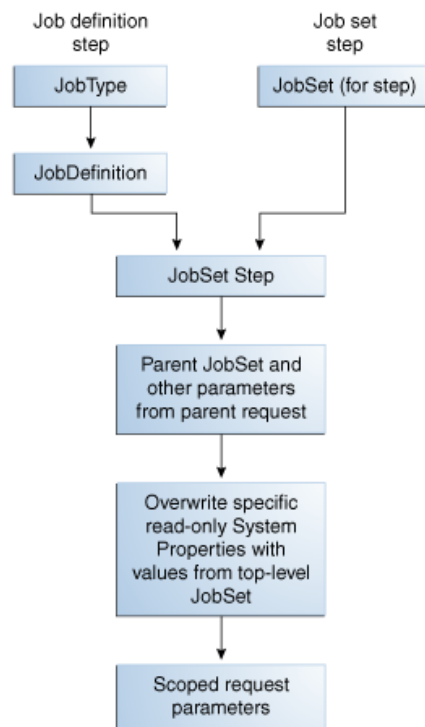 Job definition
step
Job set
step
JobType
JobSet (for step)
JobDefinition
JobSet Step
Parent JobSet and
other parameters
from parent request
Overwrite specific
read-only System
Properties with
values from top-level
JobSet
Scoped request
parameters